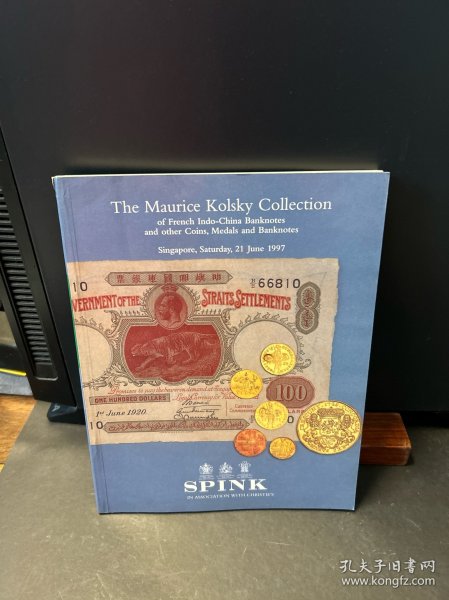 The Maurice Kolsky Collection
of French Indo-China Banknotes
and other Coins, Medals and Banknotes
Singapore, Saturday, 21 June 1997
10
66810
VERNMENT OF THE
STRAITS SETTLEMENTS
ONE HUNDRED DOLLARS
100
1st June 1920.
10
SPINK
IN ASSOCIATION WITH CHRISTIE'S
孔夫子旧书网
www.kongfz.com